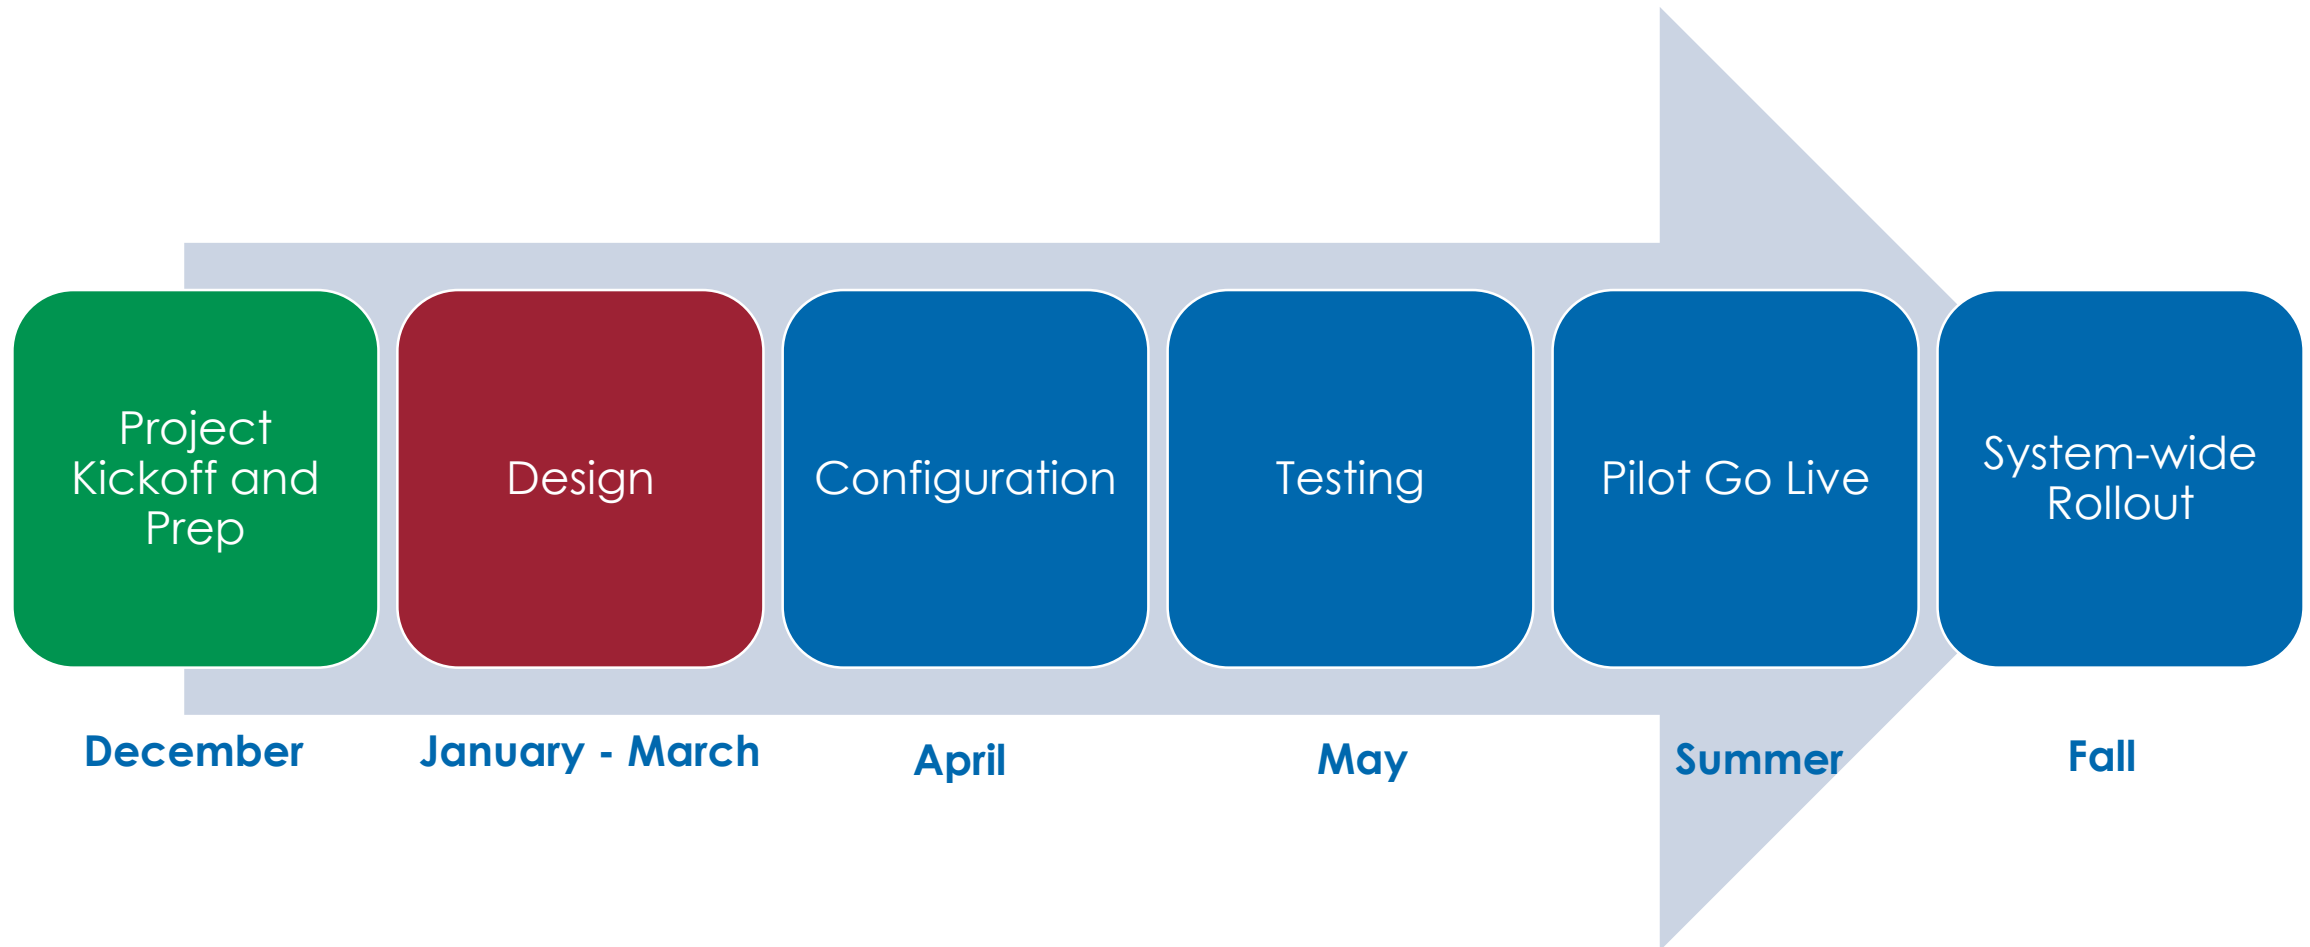 Project
Kickoff and
Prep
Design
Configuration
Testing
Pilot Go Live
System-wide
Rollout
December
January - March
April
May
Summer
Fall